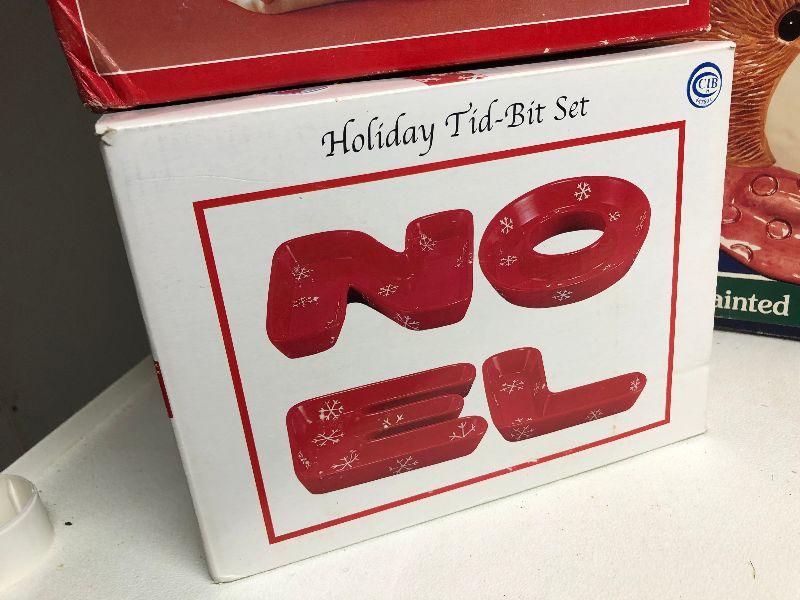 Holiday Tid-Bit Set
CIB
NO
EL
ainted